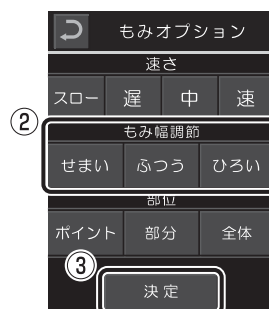 もみオプション
速さ
スロー 遅 中 速
②
もみ幅調節
せまい ふつう ひろい
部位
ポイント 部分 全体
③
決定